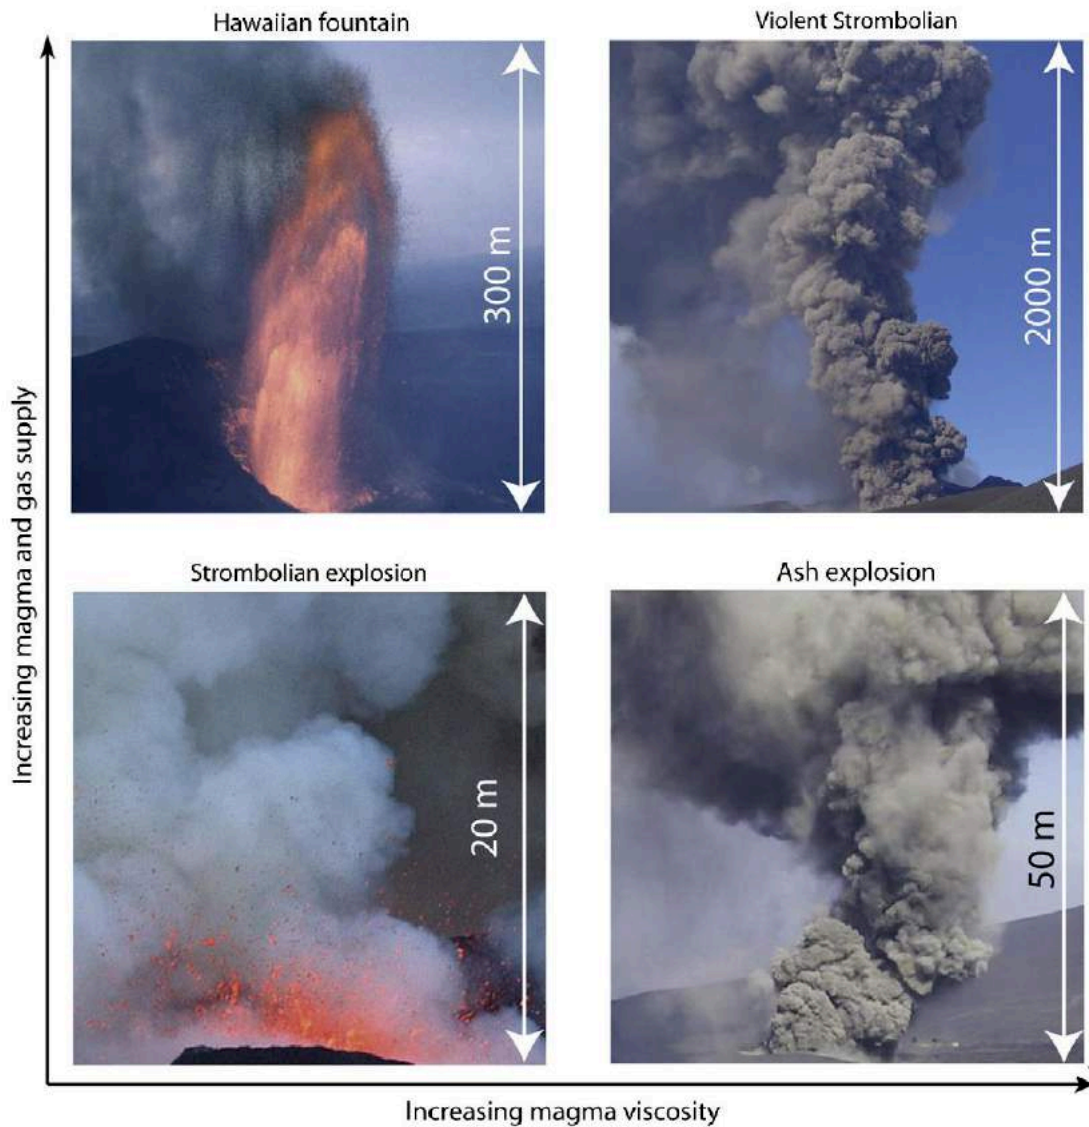 Hawaiian fountain
Violent Strombolian
300 m
2000 m
Increasing magma and gas supply
Strombolian explosion
Ash explosion
20 m
50 m
Increasing magma viscosity